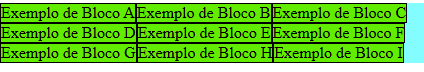 Exemplo de Bloco A Exemplo de Bloco B Exemplo de Bloco C
Exemplo de Bloco D Exemplo de Bloco E Exemplo de Bloco F
Exemplo de Bloco G Exemplo de Bloco H Exemplo de Bloco I